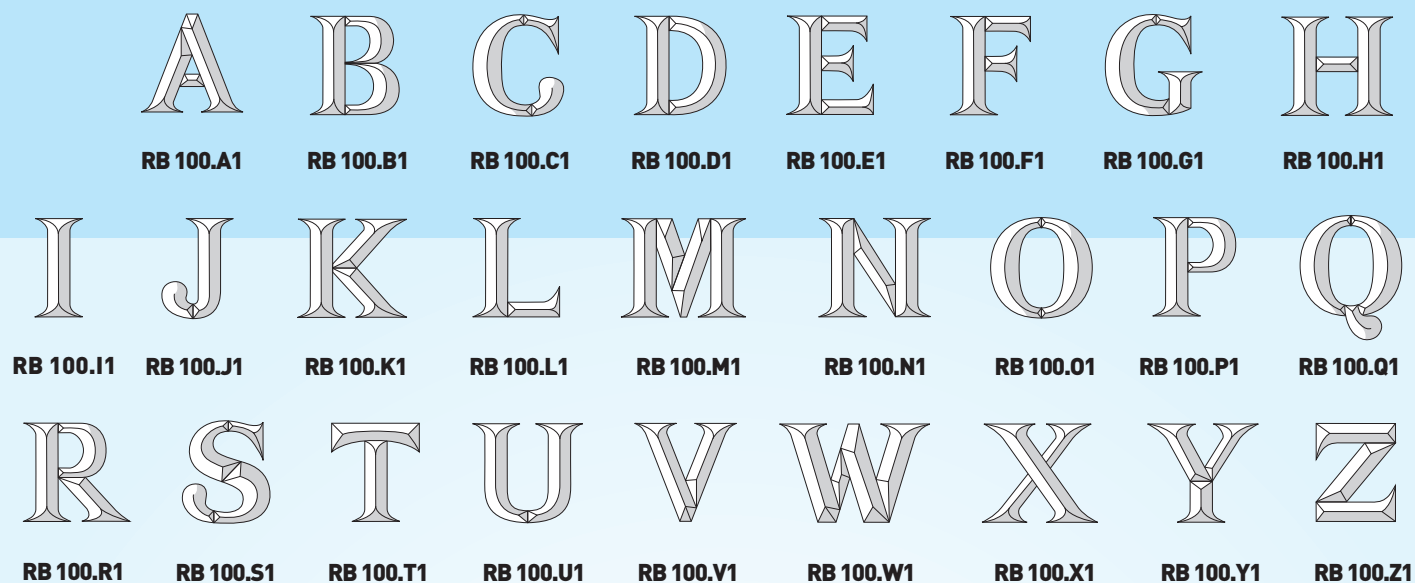 A B C D E F G H
RB 100.A1 RB 100.B1 RB 100.C1 RB 100.D1 RB 100.E1 RB 100.F1 RB 100.G1 RB 100.H1
I J K L M N O P Q
RB 100.I1 RB 100.J1 RB 100.K1 RB 100.L1 RB 100.M1 RB 100.N1 RB 100.O1 RB 100.P1 RB 100.Q1
R S T U V W X Y Z
RB 100.R1 RB 100.S1 RB 100.T1 RB 100.U1 RB 100.V1 RB 100.W1 RB 100.X1 RB 100.Y1 RB 100.Z1